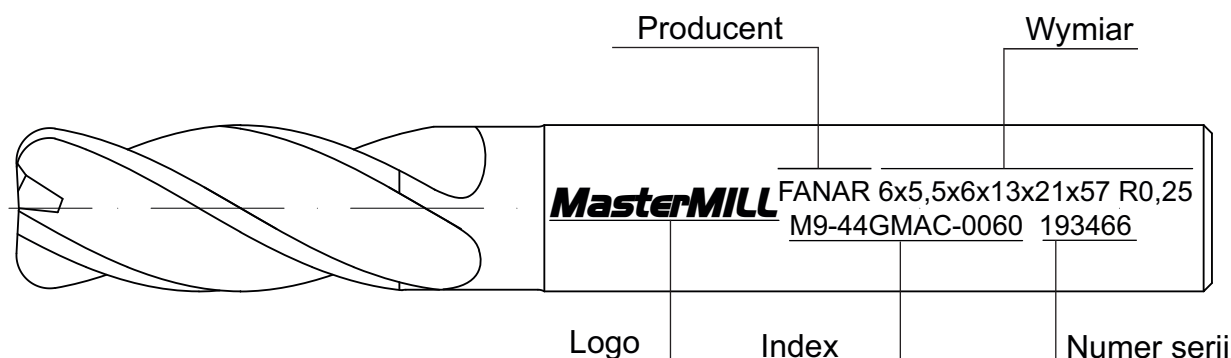 Producent
Wymiar
MasterMILL
FANAR 6x5,5x6x13x21x57 R0,25
M9-44GMAC-0060 193466
Logo
Index
Numer serii